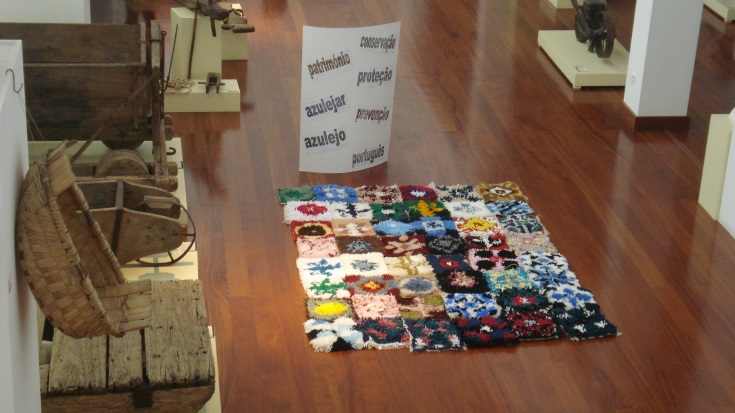 conservação
património
proteção
azulejar
prevenção
azulejo
português